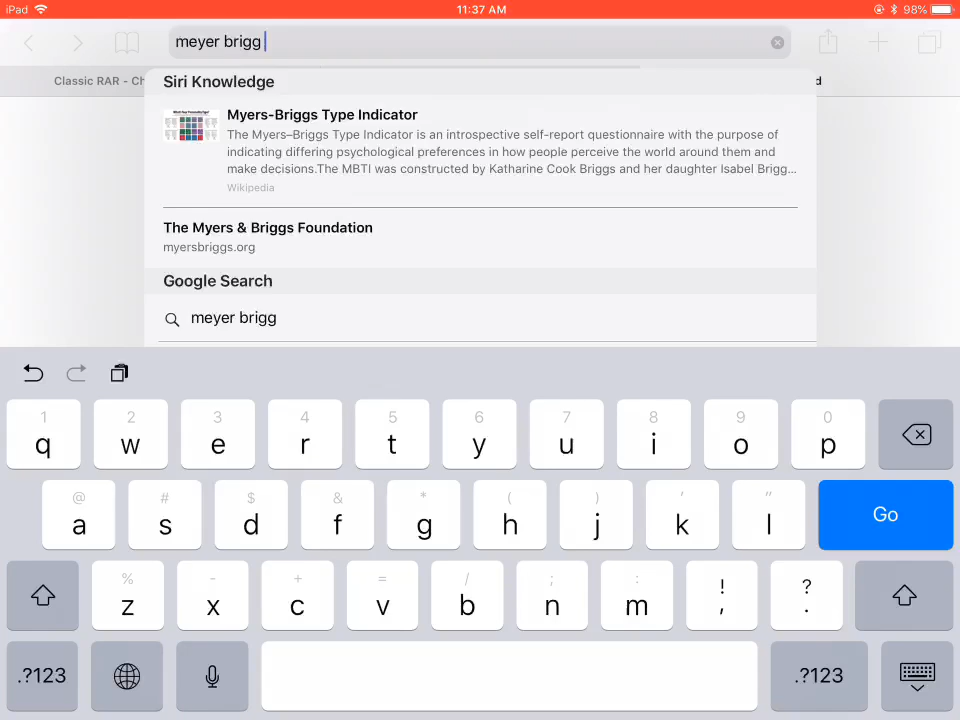 iPad 11:37 AM 98%
meyer brigg
Classic RAR - Ch d
Siri Knowledge
Myers-Briggs Type Indicator
The Myers–Briggs Type Indicator is an introspective self-report questionnaire with the purpose of
indicating differing psychological preferences in how people perceive the world around them and
make decisions.The MBTI was constructed by Katharine Cook Briggs and her daughter Isabel Brigg...
Wikipedia
The Myers & Briggs Foundation
myersbriggs.org
Google Search
meyer brigg
1 2 3 4 5 6 7 8 9 0
q w e r t y u i o p
@ # $ & * ( ) ' "
a s d f g h j k l Go
% - + = / ; : ! ?
z x c v b n m , .
.?123 .?123